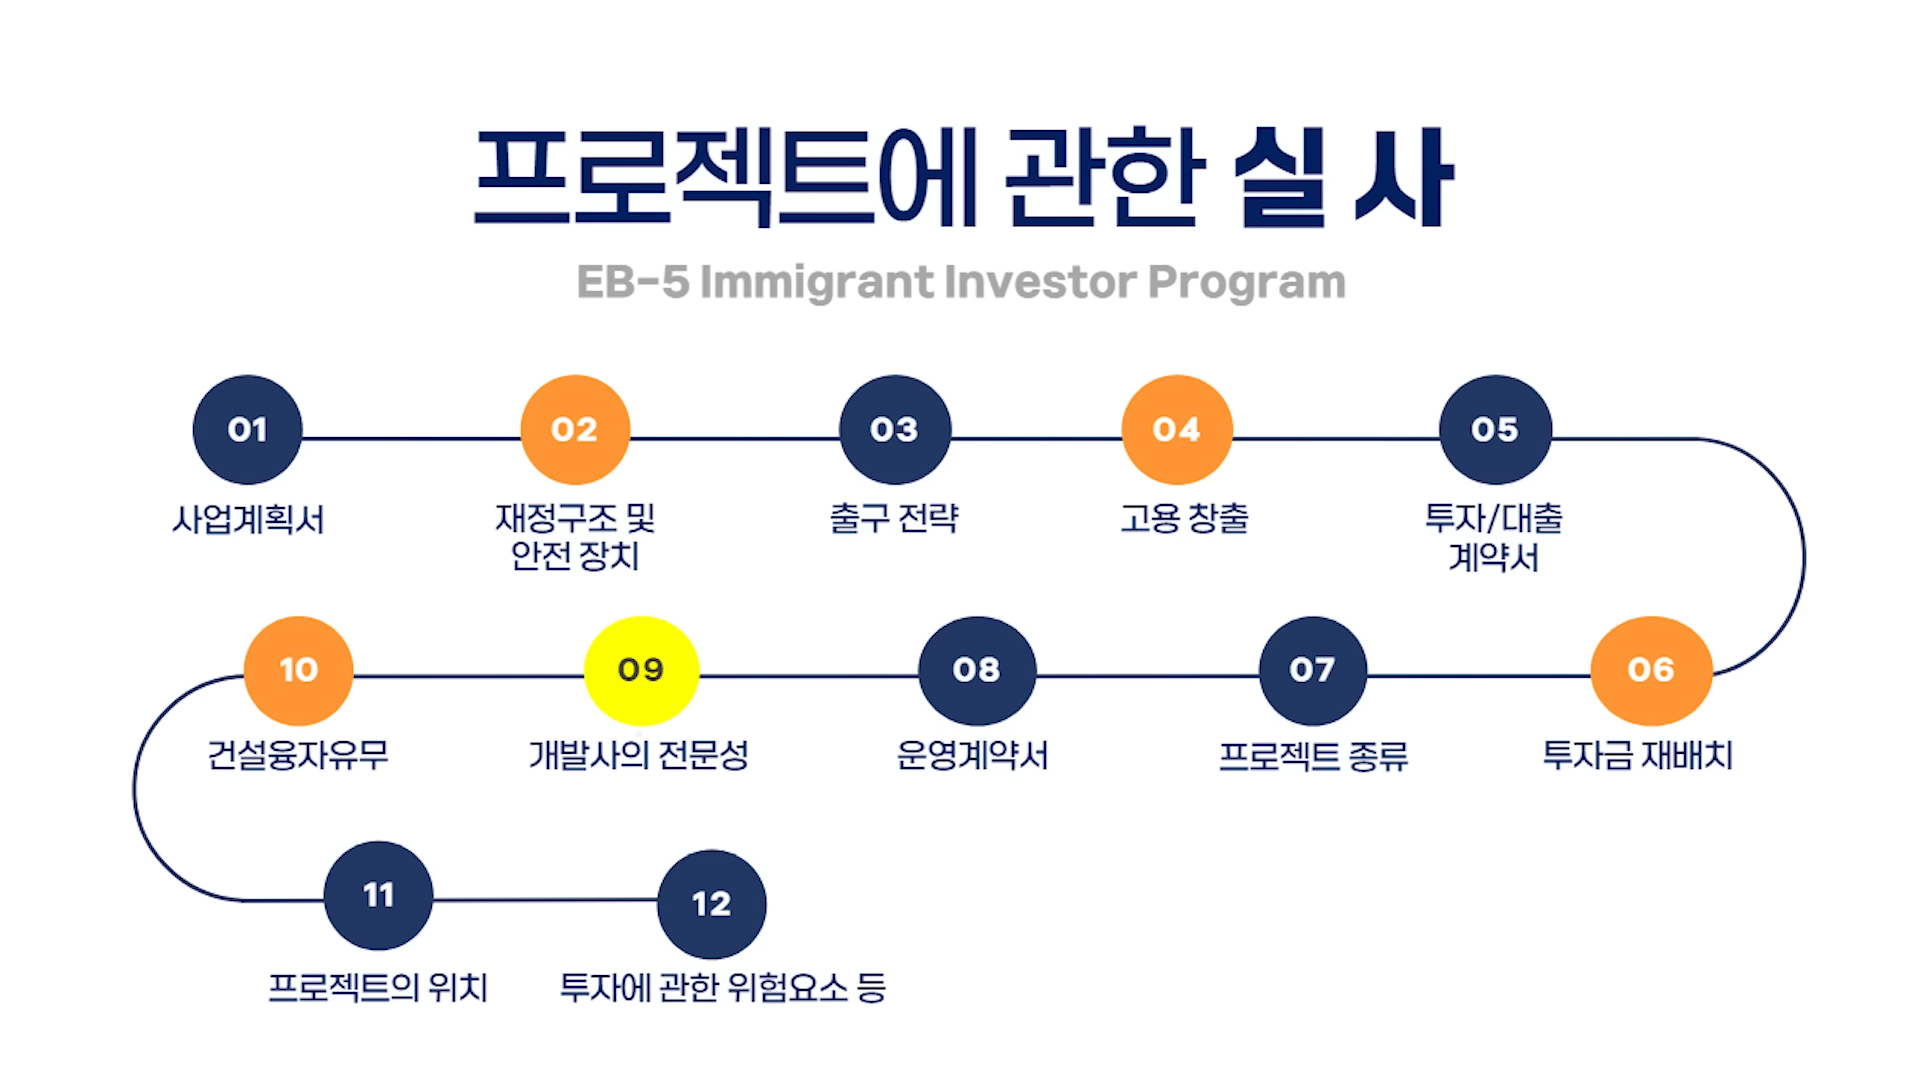 프로젝트에 관한 실 사
EB-5 Immigrant Investor Program
01
사업계획서
02
재정구조 및
안전 장치
03
출구 전략
04
고용 창출
05
투자/대출
계약서
06
투자금 재배치
07
프로젝트 종류
08
운영계약서
09
개발사의 전문성
10
건설융자유무
11
프로젝트의 위치
12
투자에 관한 위험요소 등